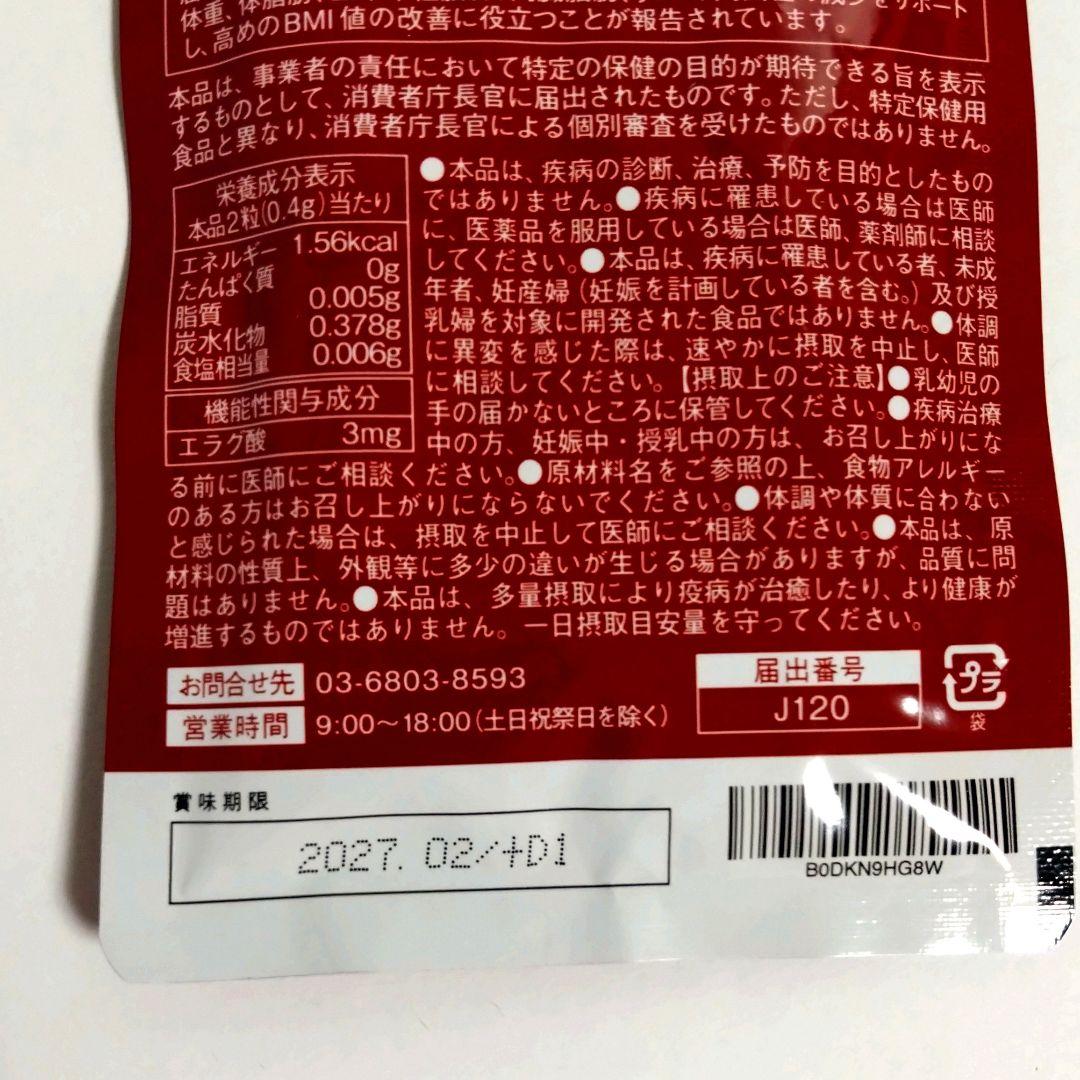 体重、体脂肪、
サポート
し、高めのBMI値の改善に役立つことが報告されています。
本品は、事業者の責任において特定の保健の目的が期待できる旨を表示
するものとして、消費者庁長官に届出されたものです。ただし、特定保健用
食品と異なり、消費者庁長官による個別審査を受けたものではありません。
栄養成分表示
本品2粒(0.4g)当たり
エネルギー 1.56kcal
たんぱく質 0g
脂質 0.005g
炭水化物 0.378g
食塩相当量 0.006g
機能性関与成分
エラグ酸 3mg
●本品は、疾病の診断、治療、予防を目的としたもの
ではありません。●疾病に罹患している場合は医師
に、医薬品を服用している場合は医師、薬剤師に相談
してください。●本品は、疾病に罹患している者、未成
年者、妊産婦(妊娠を計画している者を含む。)及び授
乳婦を対象に開発された食品ではありません。●体調
に異変を感じた際は、速やかに摂取を中止し、医師
に相談してください。【摂取上のご注意】●乳幼児の
手の届かないところに保管してください。●疾病治療
中の方、妊娠中・授乳中の方は、お召し上がりにな
る前に医師にご相談ください。●原材料名をご参照の上、食物アレルギー
のある方はお召し上がりにならないでください。●体調や体質に合わない
と感じられた場合は、摂取を中止して医師にご相談ください。●本品は、原
材料の性質上、外観等に多少の違いが生じる場合がありますが、品質に問
題はありません。●本品は、多量摂取により疫病が治癒したり、より健康が
増進するものではありません。一日摂取目安量を守ってください。
お問合せ先 03-6803-8593
営業時間 9:00〜18:00(土日祝祭日を除く)
届出番号
J120
プラ
袋
賞味期限
2027.02/+D1
B0DKN9HG8W